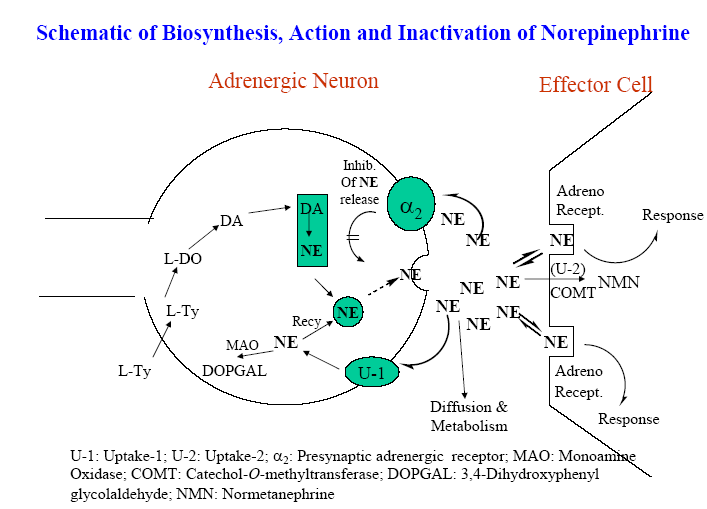 Schematic of Biosynthesis, Action and Inactivation of Norepinephrine
Adrenergic Neuron
Effector Cell
Inhib.
Of NE
release
α2
DA
NE
DA
L-DO
L-Ty
L-Ty
NE
NE
NE
NE
Recy
NE
MAO
DOPGAL
U-1
NE
NE
NE
NE
NE
Diffusion &
Metabolism
Adreno
Recept.
NE
Response
(U-2)
COMT
NMN
NE
Adreno
Recept.
Response
U-1: Uptake-1; U-2: Uptake-2; α2: Presynaptic adrenergic receptor; MAO: Monoamine
Oxidase; COMT: Catechol-O-methyltransferase; DOPGAL: 3,4-Dihydroxyphenyl
glycolaldehyde; NMN: Normetanephrine